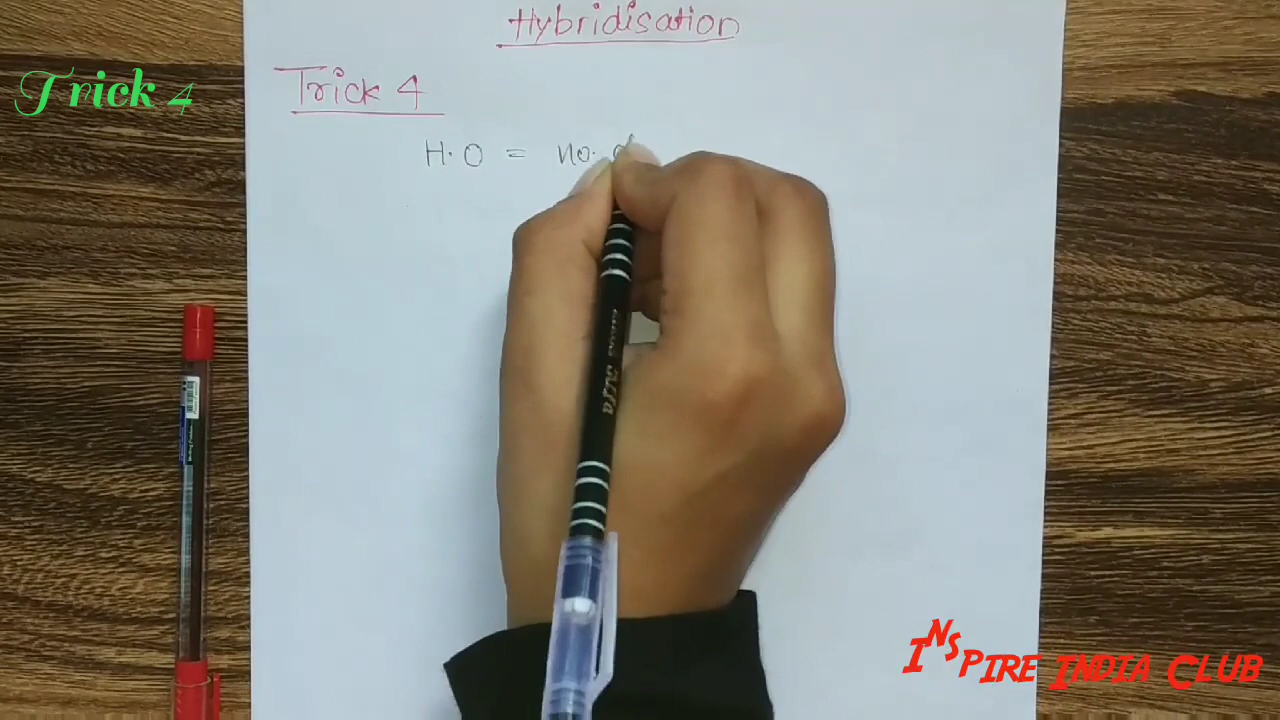 Hybridisation
Trick 4
Trick 4
H.O = no.
INSPIRE INDIA CLUB